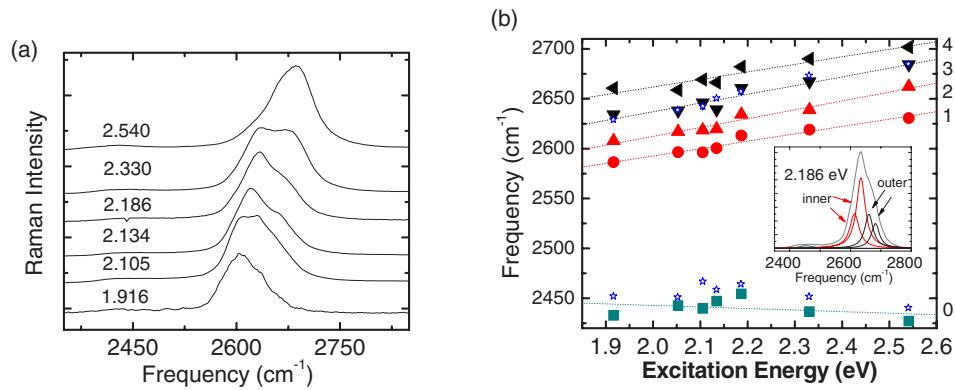 (a)
Raman Intensity
2.540
2.330
2.186
2.134
2.105
1.916
2450 2600 2750
Frequency (cm⁻¹)
(b)
Frequency (cm⁻¹)
2700
2650
2600
2550
2500
2450
4
3
2
1
0
2.186 eV
inner
outer
2400 2600 2800
Frequency (cm⁻¹)
1.9 2.0 2.1 2.2 2.3 2.4 2.5 2.6
Excitation Energy (eV)